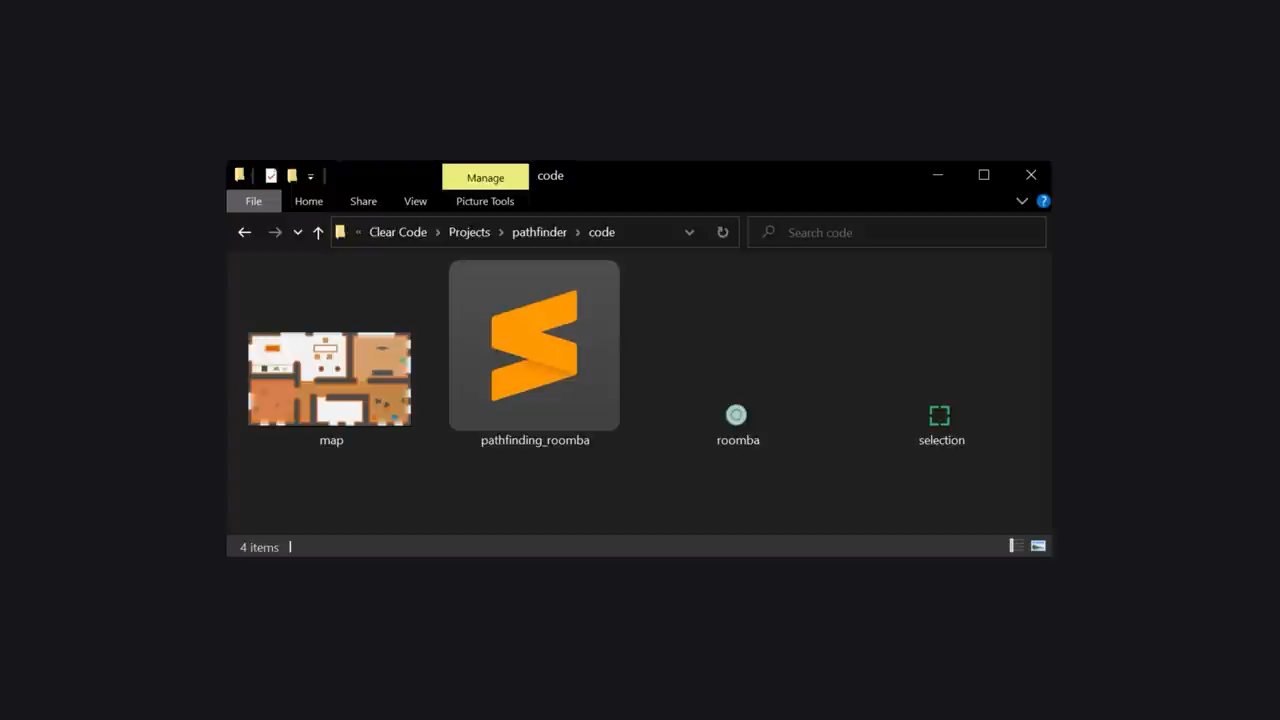 Manage
code
File
Home
Share
View
Picture Tools
?
« Clear Code › Projects › pathfinder › code
Search code
map
pathfinding_roomba
roomba
selection
4 items